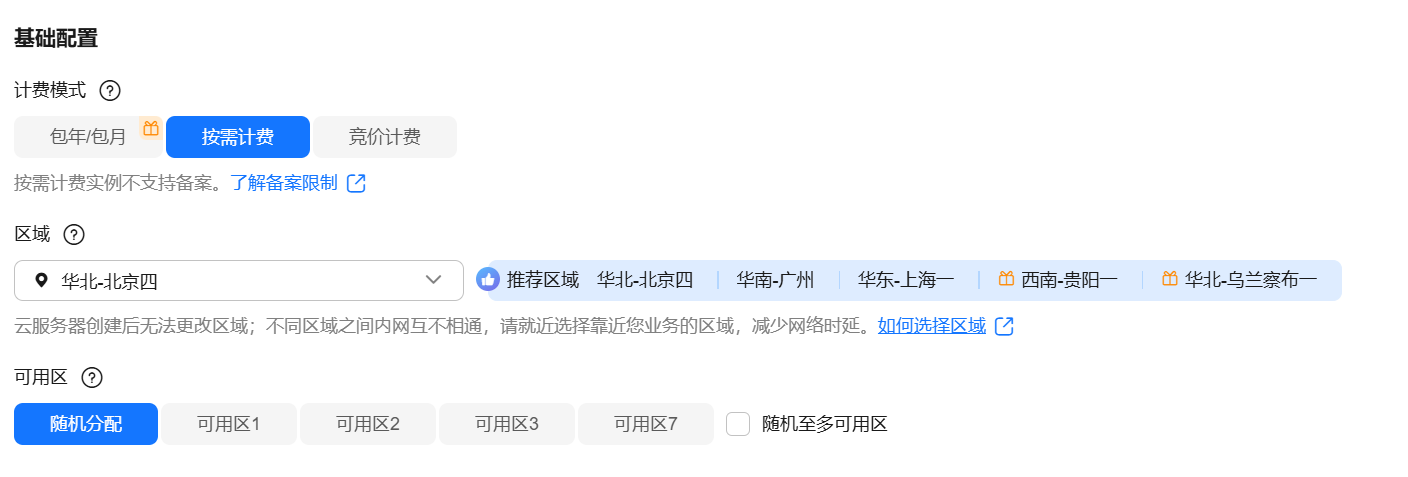 基础配置
计费模式
包年/包月 按需计费 竞价计费
按需计费实例不支持备案。了解备案限制
区域
华北-北京四 推荐区域 华北-北京四 华南-广州 华东-上海一 西南-贵阳一 华北-乌兰察布一
云服务器创建后无法更改区域；不同区域之间内网互不相通，请就近选择靠近您业务的区域，减少网络时延。如何选择区域
可用区
随机分配 可用区1 可用区2 可用区3 可用区7 随机至多可用区